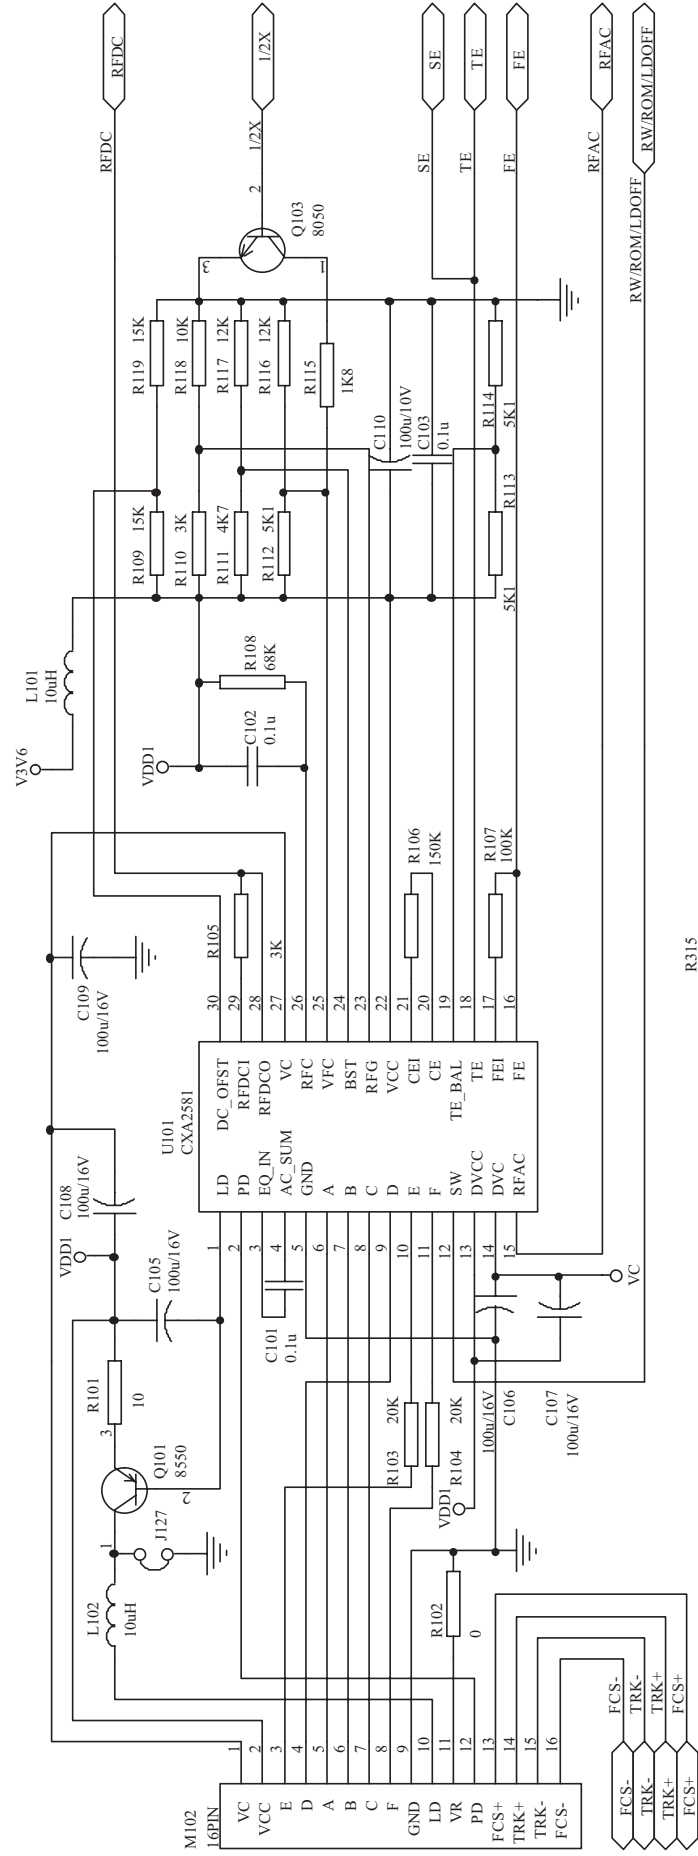 RFDC
1/2X
SE
TE
FE
RFAC
RW/ROM/LDOFF
RFDC
1/2X
SE
TE
FE
RFAC
RW/ROM/LDOFF
2
Q103
8050
3
1
R119
15K
R118
10K
R117
12K
R116
12K
R115
1K8
C110
100u/10V
C103
0.1u
R114
5K1
R109
15K
R110
3K
R111
4K7
R112
5K1
R113
5K1
L101
10uH
V3V6
R108
68K
VDD1
C102
0.1u
R106
150K
R107
100K
R105
3K
R315
C109
100u/16V
30
29
28
27
26
25
24
23
22
21
20
19
18
17
16
U101
CXA2581
DC_OFST
RFDCI
RFDCO
VC
RFC
VFC
BST
RFG
VCC
CEI
CE
TE_BAL
TE
FEI
FE
LD
PD
EQ_IN
AC_SUM
GND
A
B
C
D
E
F
SW
DVCC
DVC
RFAC
1
2
3
4
5
6
7
8
9
10
11
12
13
14
15
C108
100u/16V
VDD1
C105
100u/16V
C101
0.1u
VC
R101
10
3
Q101
8550
2
1
J127
R103
20K
R104
20K
100u/16V
C106
C107
100u/16V
VDD1
L102
10uH
R102
0
M102
16PIN
1
2
3
4
5
6
7
8
9
10
11
12
13
14
15
16
VC
VCC
E
D
A
B
C
F
GND
LD
VR
PD
FCS+
TRK+
TRK-
FCS-
FCS-
TRK-
TRK+
FCS+
FCS-
TRK-
TRK+
FCS+